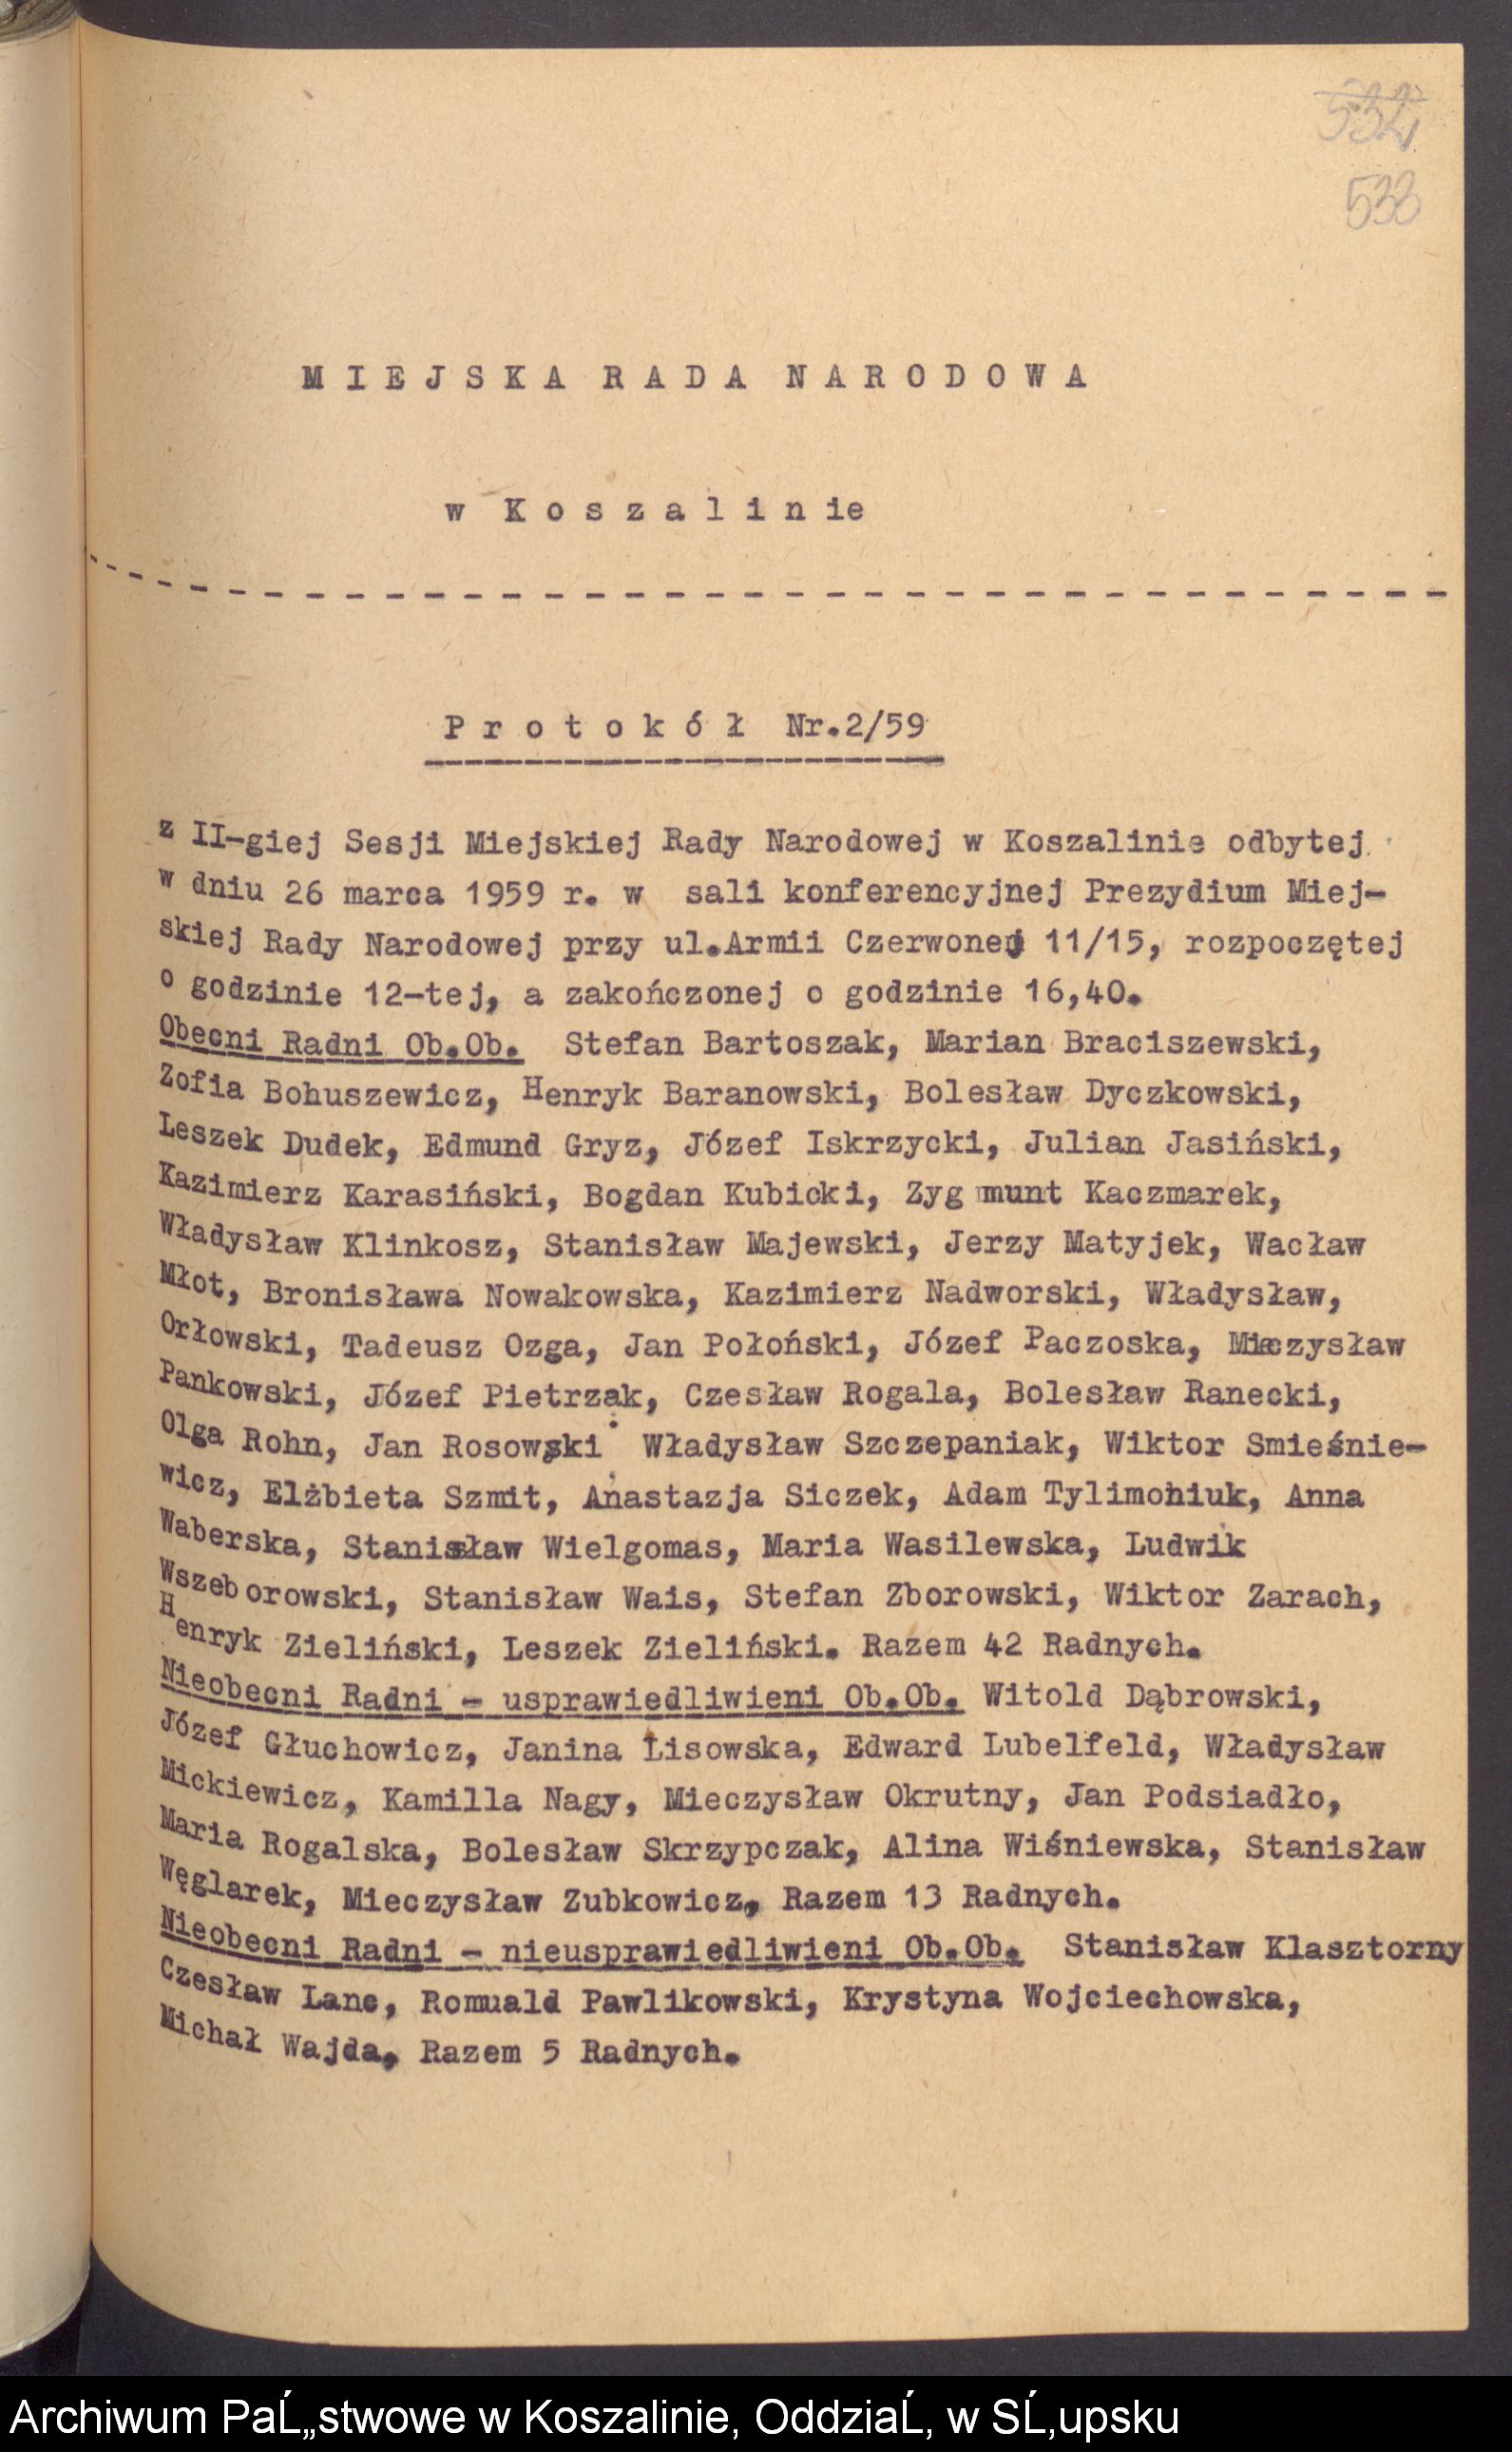 532
533
M I E J S K A R A D A N A R O D O W A
w K o s z a l i n ie
- - - - - - - - - - - - - - - - - - - - - - - - - - - - - - - - - - -
P r o t o k ó ł Nr.2/59
z II-giej Sesji Miejskiej Rady Narodowej w Koszalinie odbytej
w dniu 26 marca 1959 r. w sali konferencyjnej Prezydium Miej-
skiej Rady Narodowej przy ul.Armii Czerwonej 11/15, rozpoczętej
o godzinie 12-tej, a zakończonej o godzinie 16,40.
Obecni Radni Ob.Ob. Stefan Bartoszak, Marian Braciszewski,
Zofia Bohuszewicz, Henryk Baranowski, Bolesław Dyczkowski,
Leszek Dudek, Edmund Gryz, Józef Iskrzycki, Julian Jasiński,
Kazimierz Karasiński, Bogdan Kubicki, Zyg munt Kaczmarek,
Władysław Klinkosz, Stanisław Majewski, Jerzy Matyjek, Wacław
Młot, Bronisława Nowakowska, Kazimierz Nadworski, Władysław,
Orłowski, Tadeusz Ozga, Jan Połoński, Józef Paczoska, Mieczysław
Pankowski, Józef Pietrzak, Czesław Rogala, Bolesław Ranecki,
Olga Rohn, Jan Rosowski Władysław Szczepaniak, Wiktor Smieśnie-
wicz, Elżbieta Szmit, Anastazja Siczek, Adam Tylimoniuk, Anna
Waberska, Stanisław Wielgomas, Maria Wasilewska, Ludwik
Wszeborowski, Stanisław Wais, Stefan Zborowski, Wiktor Zarach,
Henryk Zieliński, Leszek Zieliński. Razem 42 Radnych.
Nieobecni Radni - usprawiedliwieni Ob.Ob. Witold Dąbrowski,
Józef Głuchowicz, Janina Lisowska, Edward Lubelfeld, Władysław
Mickiewicz, Kamilla Nagy, Mieczysław Okrutny, Jan Podsiadło,
Maria Rogalska, Bolesław Skrzypczak, Alina Wiśniewska, Stanisław
Węglarek, Mieczysław Zubkowicz, Razem 13 Radnych.
Nieobecni Radni - nieusprawiedliwieni Ob.Ob. Stanisław Klasztorny
Czesław Lanc, Romuald Pawlikowski, Krystyna Wojciechowska,
Michał Wajda, Razem 5 Radnych.
Archiwum PaĹ„stwowe w Koszalinie, OddziaĹ‚ w SĹ‚upsku